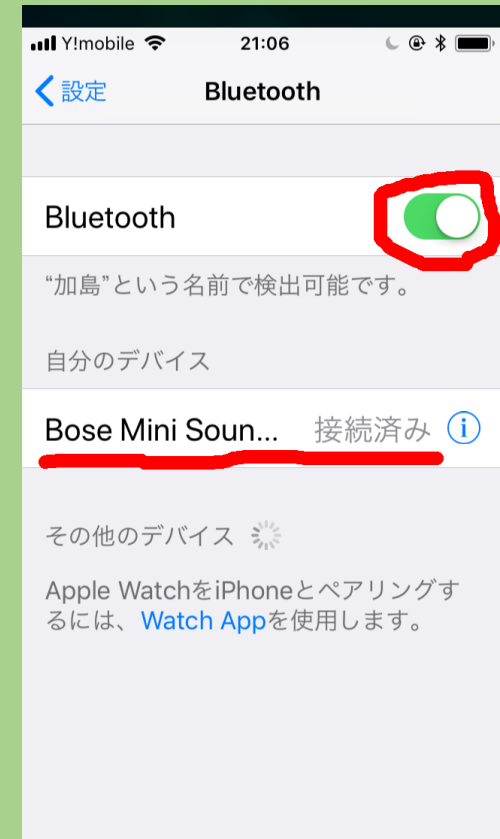 Y!mobile 21:06
設定 Bluetooth
Bluetooth
“加島”という名前で検出可能です。
自分のデバイス
Bose Mini Soun... 接続済み i
その他のデバイス
Apple WatchをiPhoneとペアリングす
るには、Watch Appを使用します。